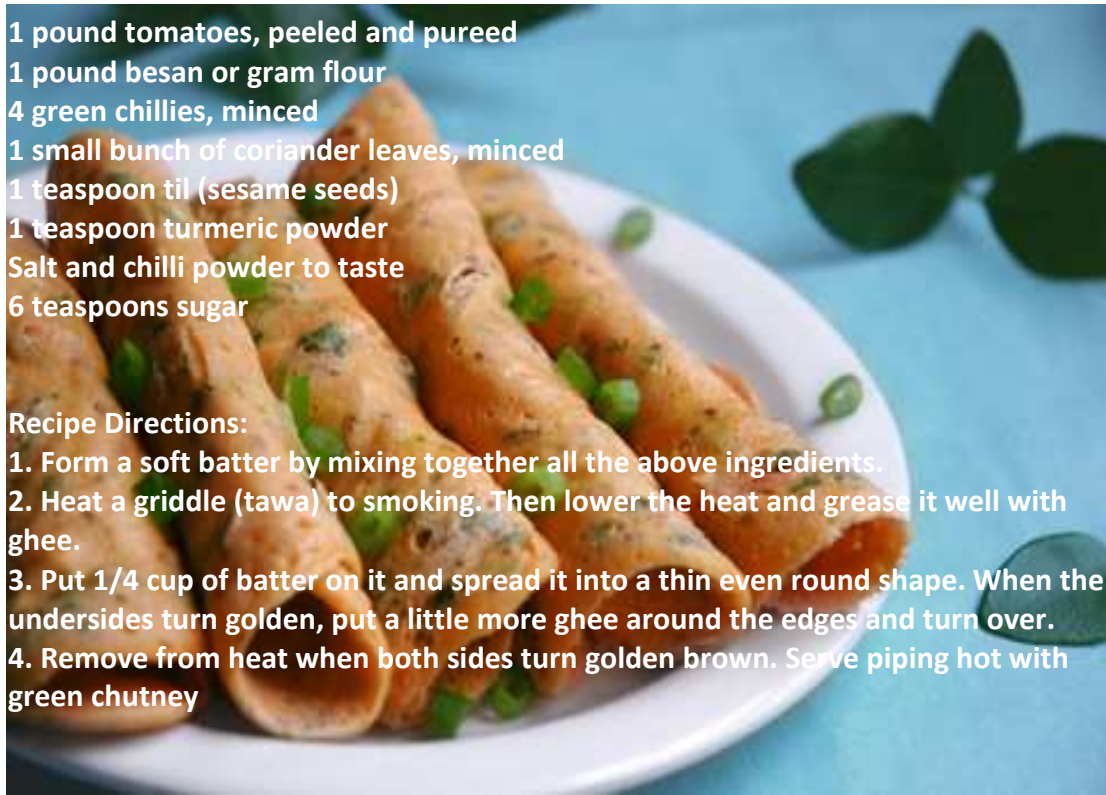 1 pound tomatoes, peeled and pureed
1 pound besan or gram flour
4 green chillies, minced
1 small bunch of coriander leaves, minced
1 teaspoon til (sesame seeds)
1 teaspoon turmeric powder
Salt and chilli powder to taste
6 teaspoons sugar
Recipe Directions:
1. Form a soft batter by mixing together all the above ingredients.
2. Heat a griddle (tawa) to smoking. Then lower the heat and grease it well with
ghee.
3. Put 1/4 cup of batter on it and spread it into a thin even round shape. When the
undersides turn golden, put a little more ghee around the edges and turn over.
4. Remove from heat when both sides turn golden brown. Serve piping hot with
green chutney